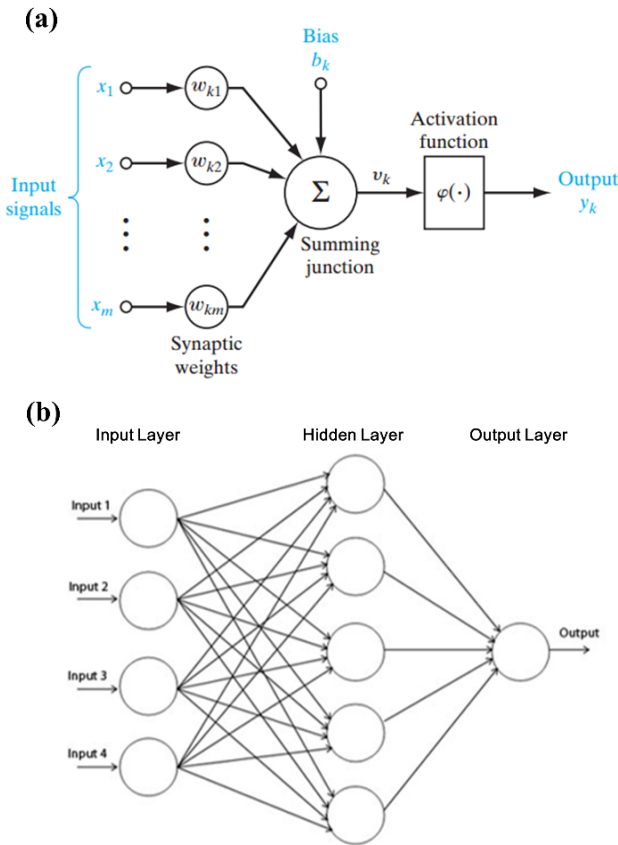 (a)
Bias
b_k
x_1
w_k1
Activation
function
x_2
w_k2
Input
signals
Σ
v_k
φ(·)
Output
y_k
Summing
junction
x_m
w_km
Synaptic
weights
(b)
Input Layer Hidden Layer Output Layer
Input 1
Input 2
Output
Input 3
Input 4